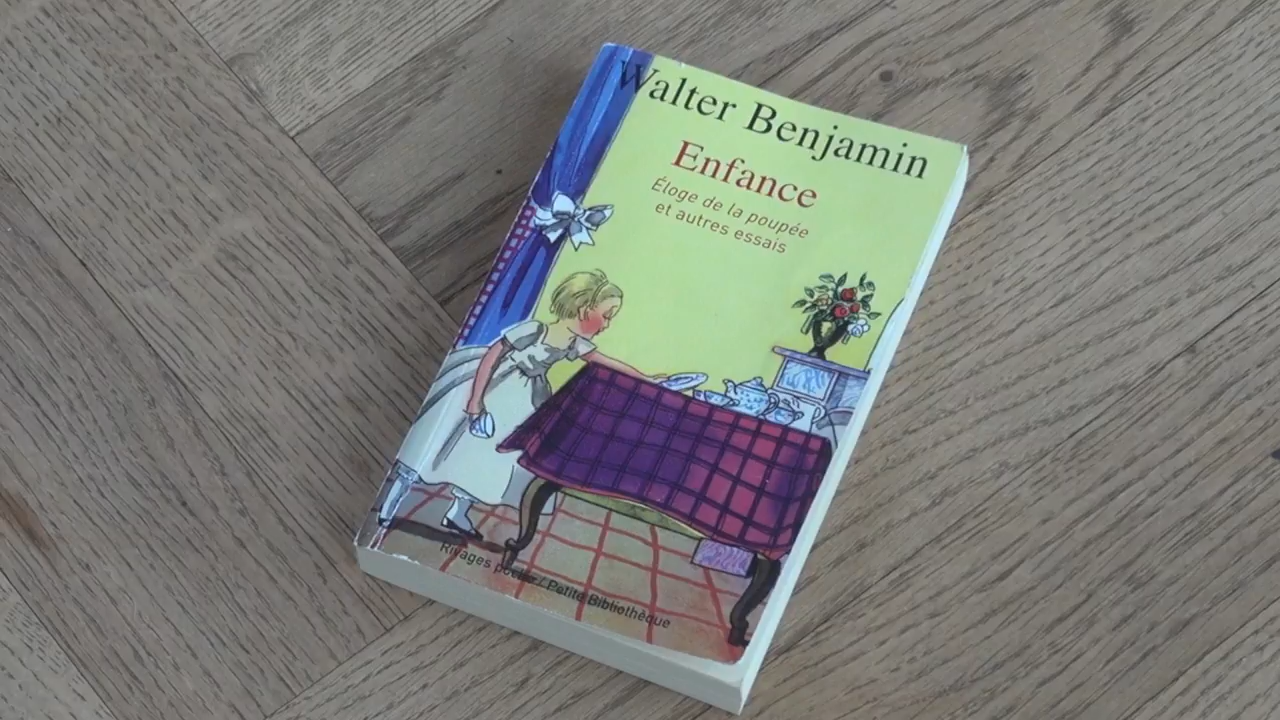 Walter Benjamin
Enfance
Éloge de la poupée
et autres essais
Rivages poche / Petite Bibliothèque